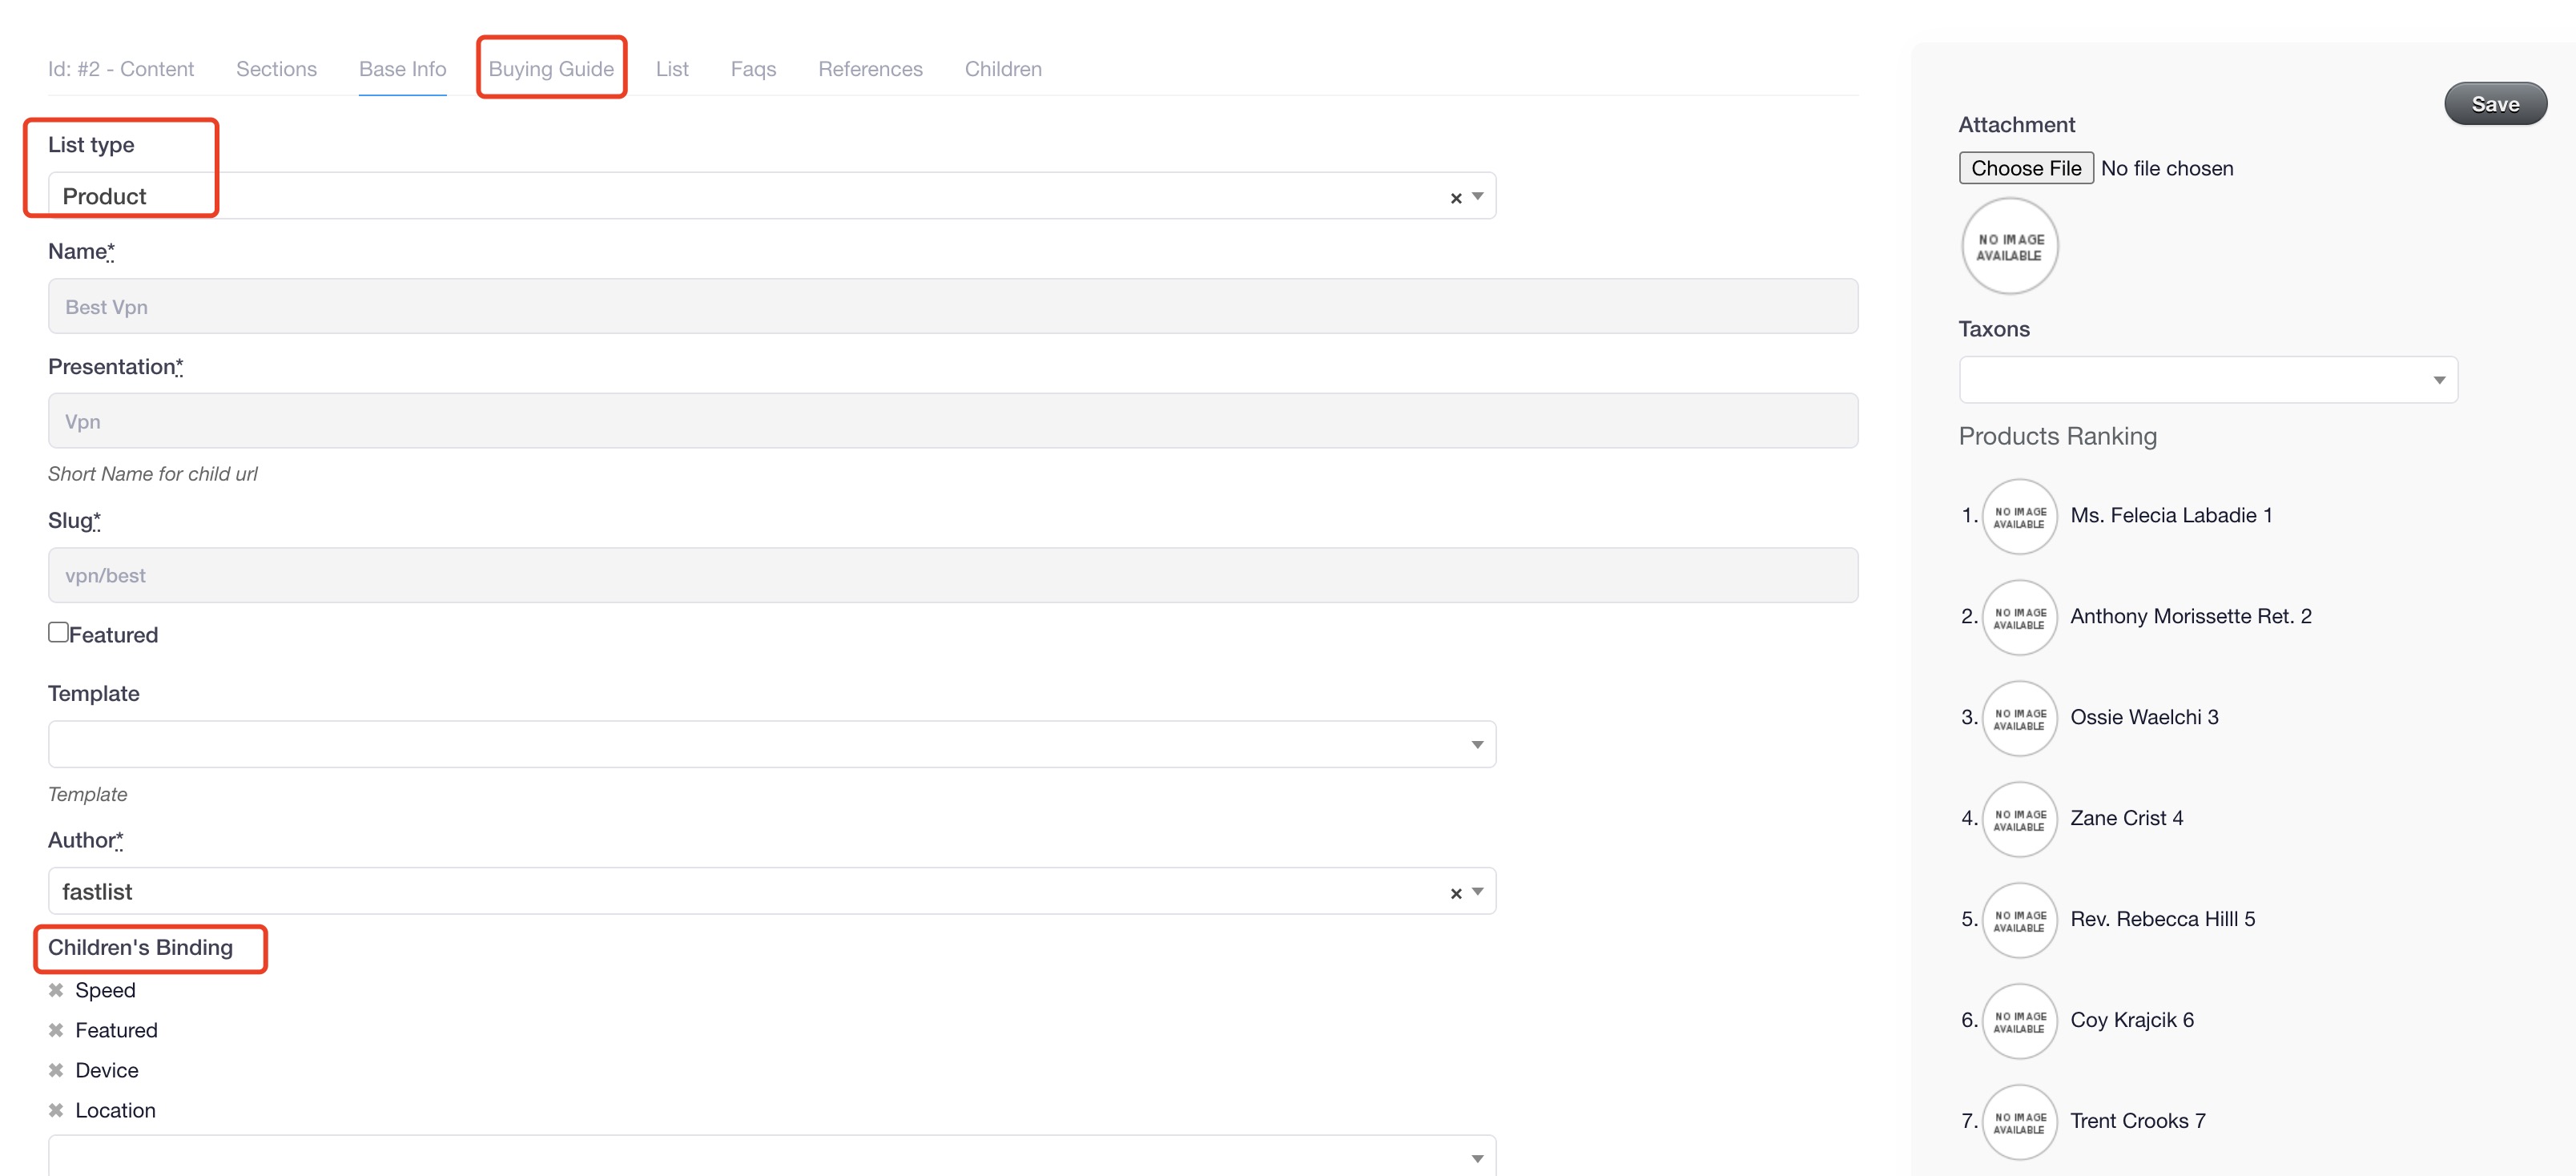 Id: #2 - Content Sections Base Info Buying Guide List Faqs References Children
List type
Product × 
Name*
Best Vpn
Presentation*
Vpn
Short Name for child url
Slug*
vpn/best
Featured
Template
Template
Author*
fastlist ×
Children's Binding
✖ Speed
✖ Featured
✖ Device
✖ Location
Save
Attachment
Choose File No file chosen
NO IMAGE
AVAILABLE
Taxons
Products Ranking
1. NO IMAGE AVAILABLE Ms. Felecia Labadie 1
2. NO IMAGE AVAILABLE Anthony Morissette Ret. 2
3. NO IMAGE AVAILABLE Ossie Waelchi 3
4. NO IMAGE AVAILABLE Zane Crist 4
5. NO IMAGE AVAILABLE Rev. Rebecca Hilll 5
6. NO IMAGE AVAILABLE Coy Krajcik 6
7. NO IMAGE AVAILABLE Trent Crooks 7